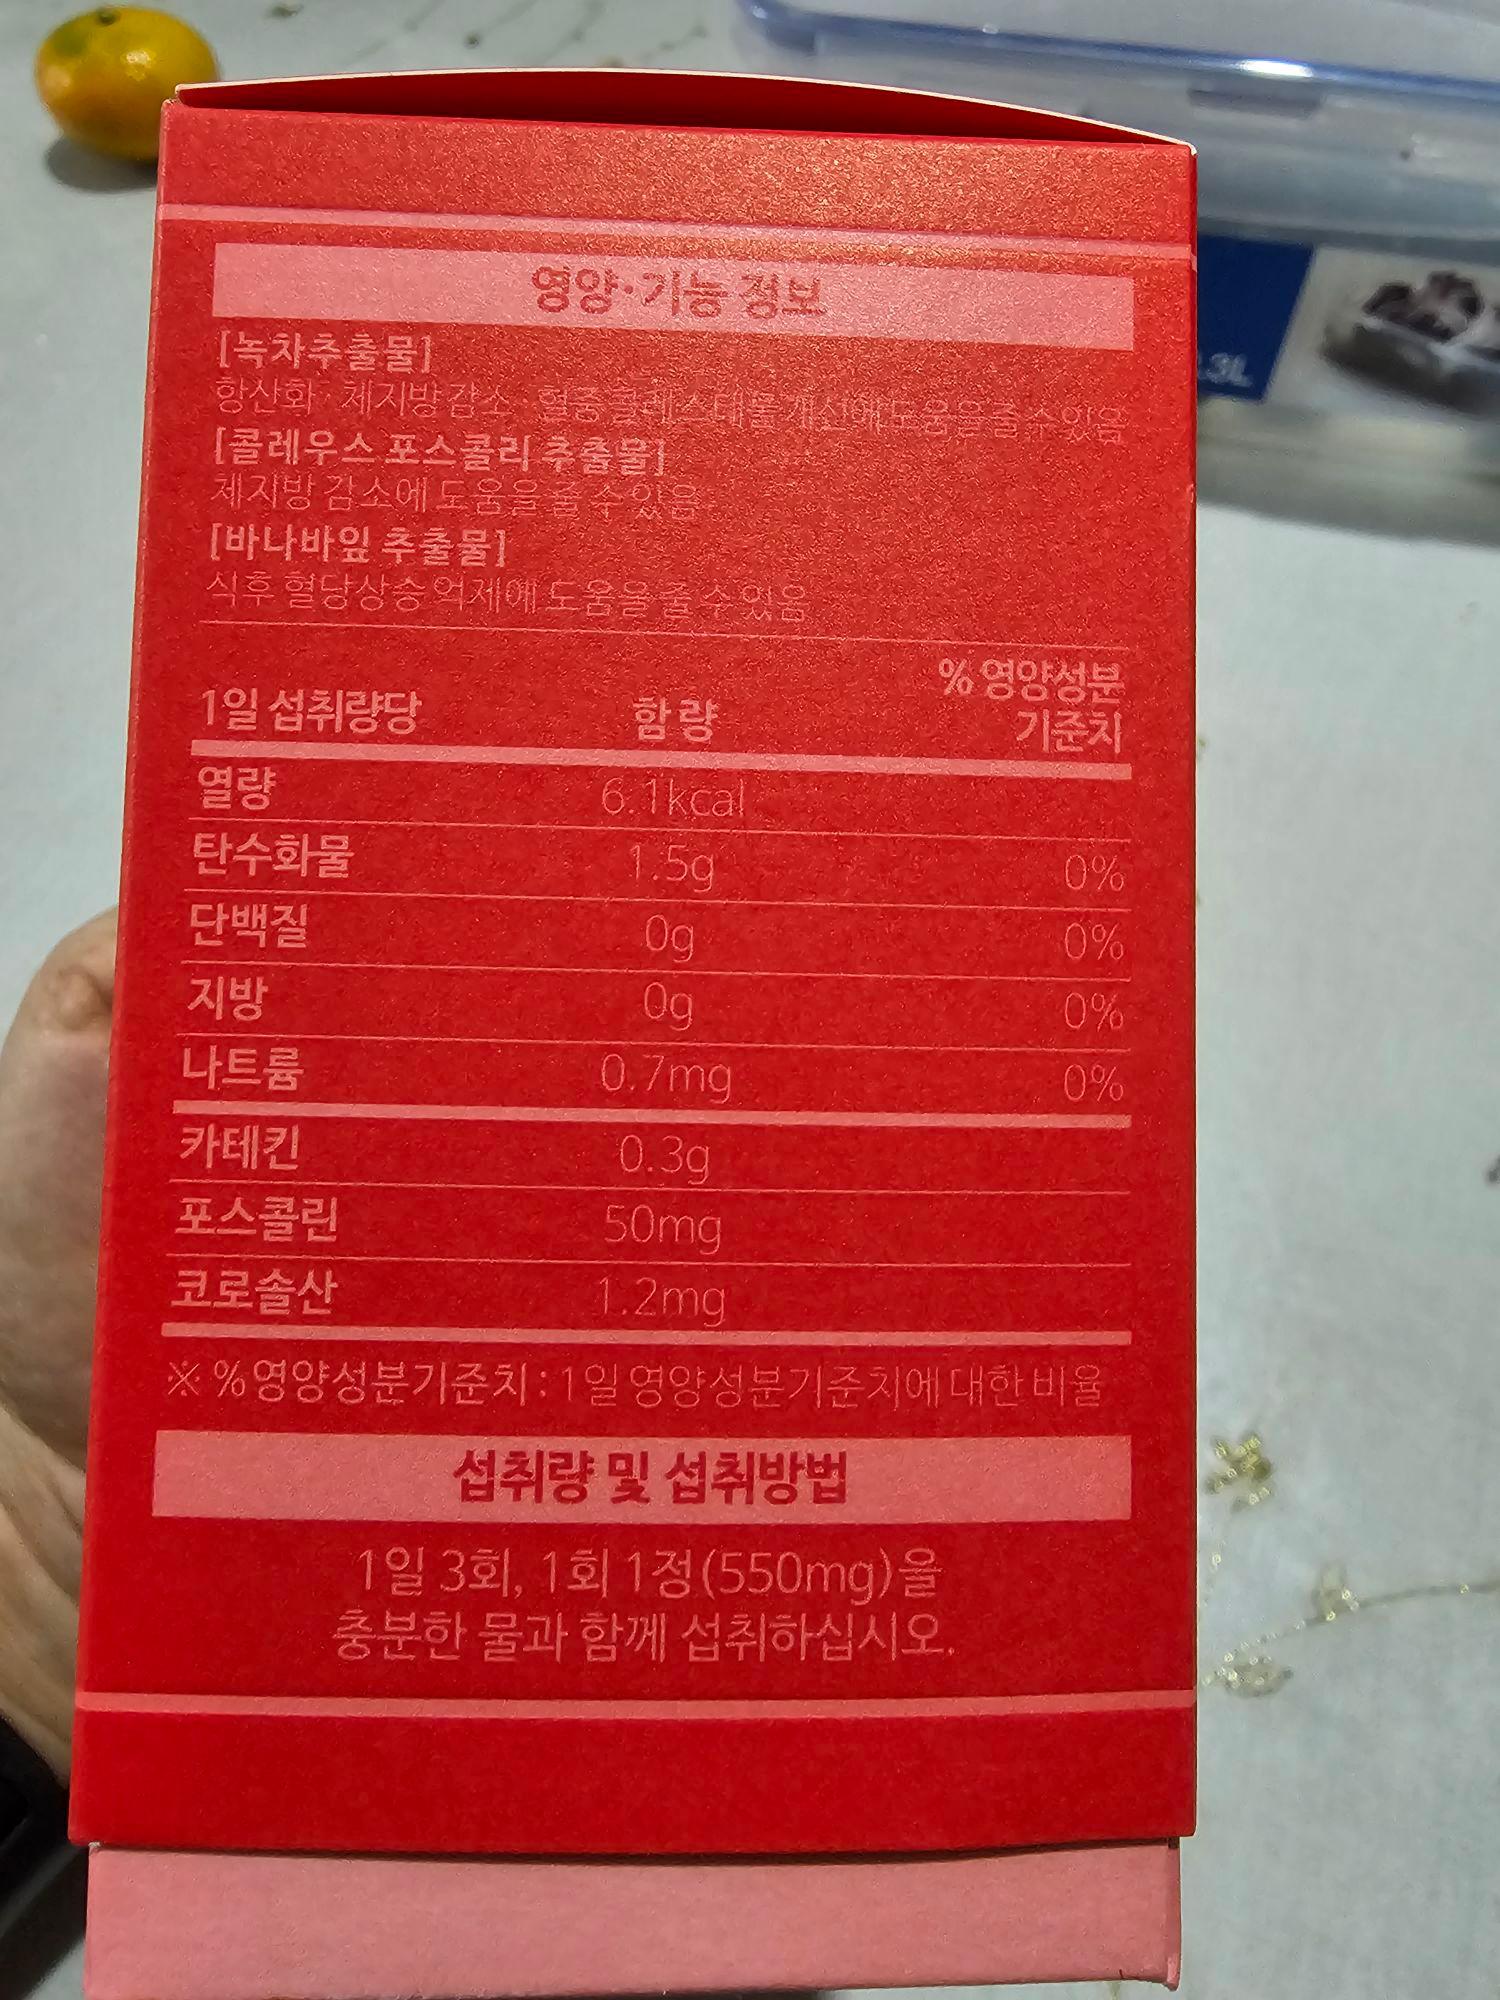 영양·기능 정보
[녹차추출물]
항산화·체지방감소·혈중콜레스테롤 개선에 도움을 줄 수 있음
[콜레우스 포스콜리 추출물]
체지방 감소에 도움을 줄 수 있음
[바나바잎 추출물]
식후 혈당상승 억제에 도움을 줄 수 있음
1일 섭취량당 함량 %영양성분
기준치
열량 6.1kcal
탄수화물 1.5g 0%
단백질 0g 0%
지방 0g 0%
나트륨 0.7mg 0%
카테킨 0.3g
포스콜린 50mg
코로솔산 1.2mg
※ %영양성분기준치 : 1일 영양성분기준치에 대한 비율
섭취량 및 섭취방법
1일 3회, 1회 1정(550mg)을
충분한 물과 함께 섭취하십시오.
.3L